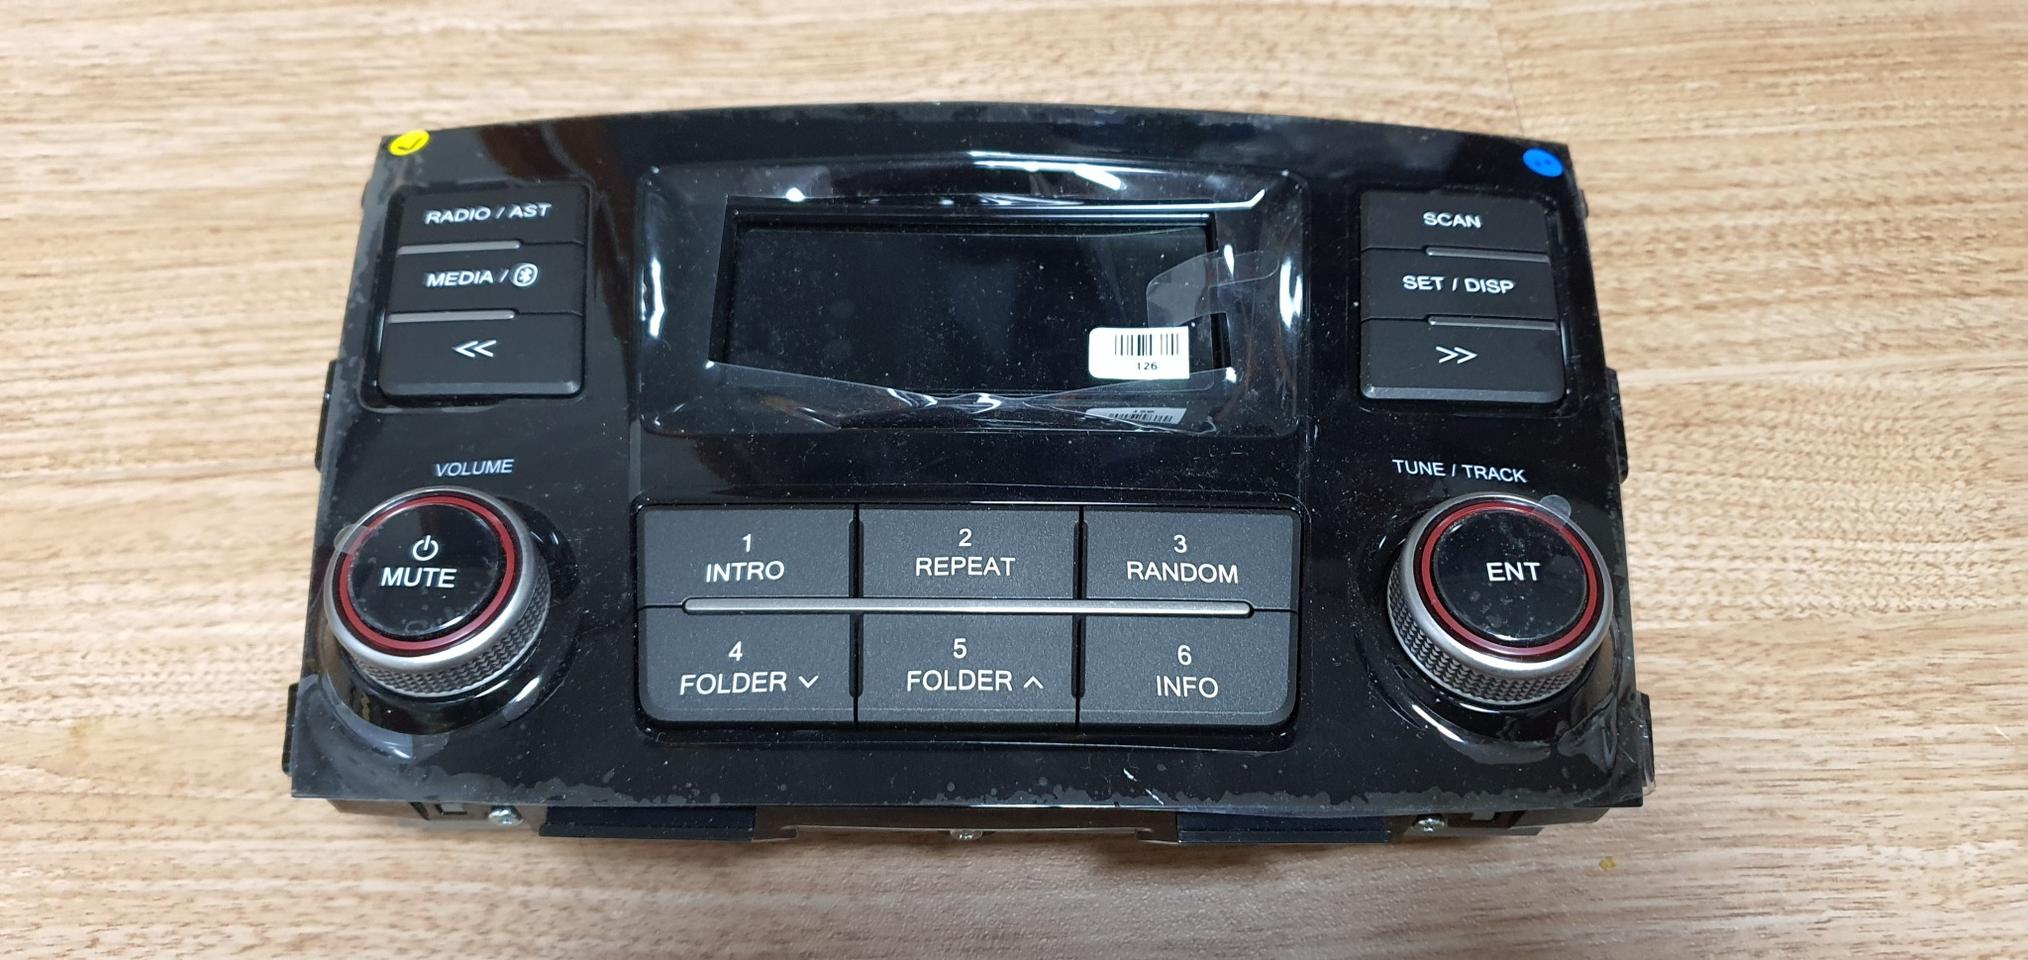 RADIO / AST
MEDIA /
<<
SCAN
SET / DISP
>>
126
VOLUME
MUTE
TUNE / TRACK
ENT
1
INTRO
2
REPEAT
3
RANDOM
4
FOLDER ∨
5
FOLDER ∧
6
INFO